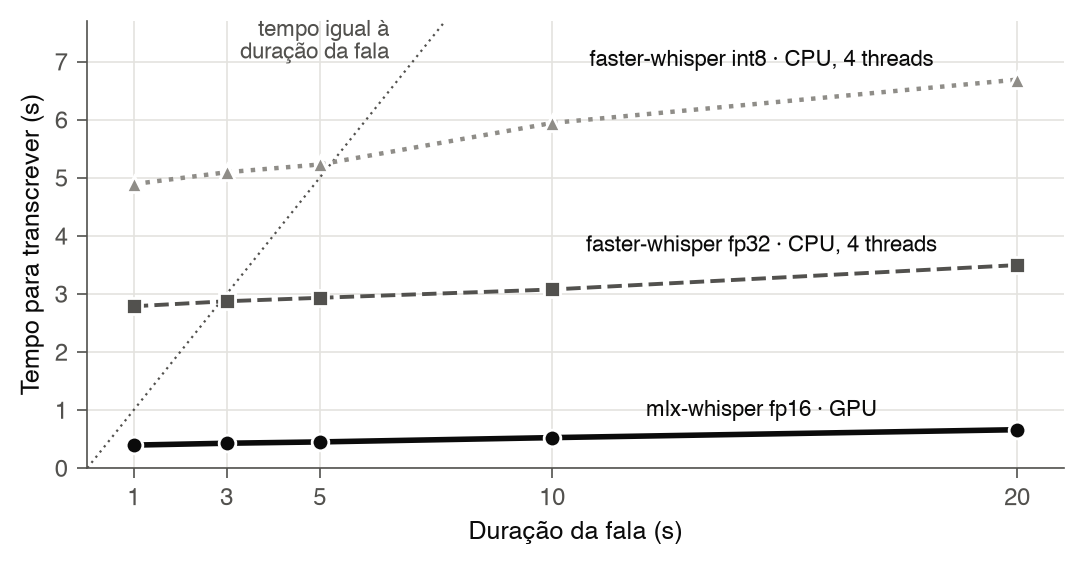 tempo igual à
duração da fala
faster-whisper int8 · CPU, 4 threads
faster-whisper fp32 · CPU, 4 threads
mlx-whisper fp16 · GPU
Tempo para transcrever (s)
7
6
5
4
3
2
1
0
1 3 5 10 20
Duração da fala (s)